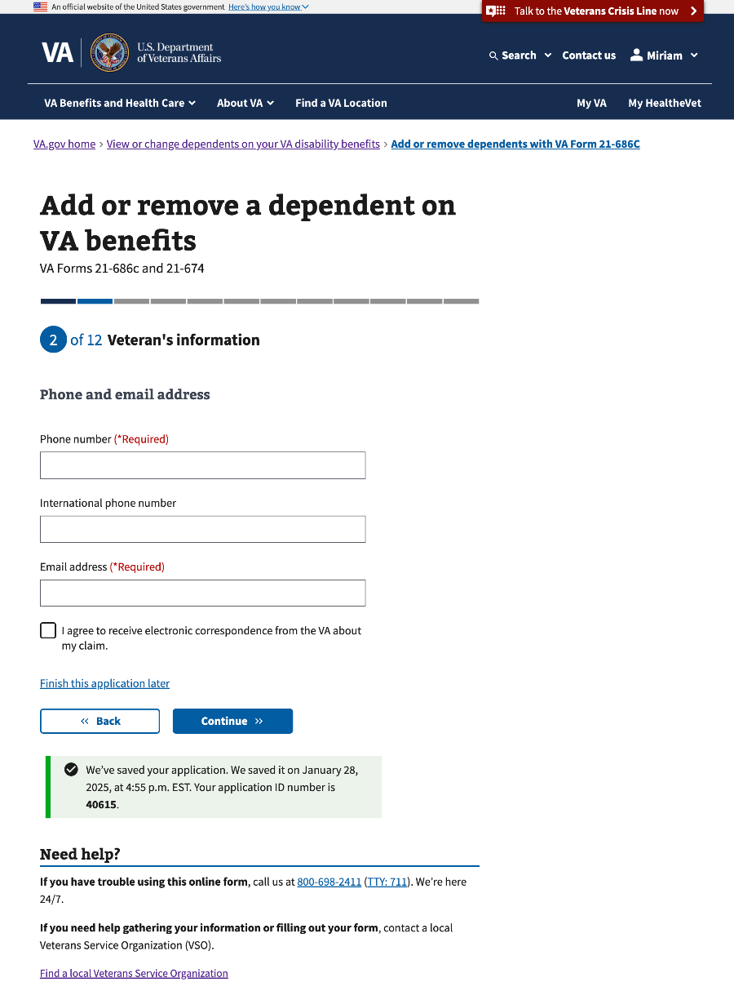 An official website of the United States government Here's how you know
Talk to the Veterans Crisis Line now
VA
U.S. Department
of Veterans Affairs
Search
Contact us
Miriam
VA Benefits and Health Care
About VA
Find a VA Location
My VA
My HealtheVet
VA.gov home › View or change dependents on your VA disability benefits › Add or remove dependents with VA Form 21-686C
Add or remove a dependent on
VA benefits
VA Forms 21-686c and 21-674
2 of 12 Veteran's information
Phone and email address
Phone number (*Required)
International phone number
Email address (*Required)
I agree to receive electronic correspondence from the VA about
my claim.
Finish this application later
« Back
Continue »
We've saved your application. We saved it on January 28,
2025, at 4:55 p.m. EST. Your application ID number is
40615.
Need help?
If you have trouble using this online form, call us at 800-698-2411 (TTY: 711). We're here
24/7.
If you need help gathering your information or filling out your form, contact a local
Veterans Service Organization (VSO).
Find a local Veterans Service Organization